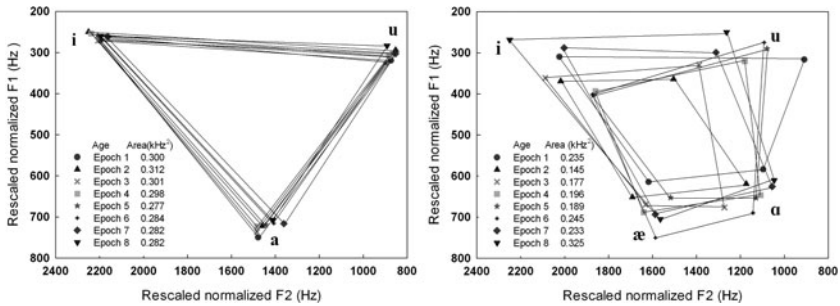 200
300
400
500
600
700
800
Rescaled normalized F1 (Hz)
i
u
a
Age Area(kHz²)
Epoch 1 0.300
Epoch 2 0.312
Epoch 3 0.301
Epoch 4 0.298
Epoch 5 0.277
Epoch 6 0.284
Epoch 7 0.282
Epoch 8 0.282
2400 2200 2000 1800 1600 1400 1200 1000 800
Rescaled normalized F2 (Hz)
200
300
400
500
600
700
800
Rescaled normalized F1 (Hz)
i
u
æ
ɑ
Age Area (kHz²)
Epoch 1 0.235
Epoch 2 0.145
Epoch 3 0.177
Epoch 4 0.196
Epoch 5 0.189
Epoch 6 0.245
Epoch 7 0.233
Epoch 8 0.325
2400 2200 2000 1800 1600 1400 1200 1000 800
Rescaled normalized F2 (Hz)